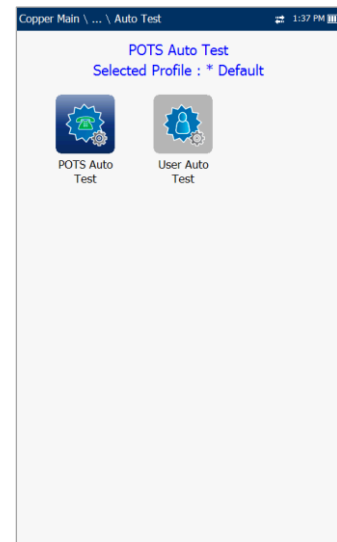 Copper Main \ ... \ Auto Test
1:37 PM
POTS Auto Test
Selected Profile : * Default
POTS Auto
Test
User Auto
Test